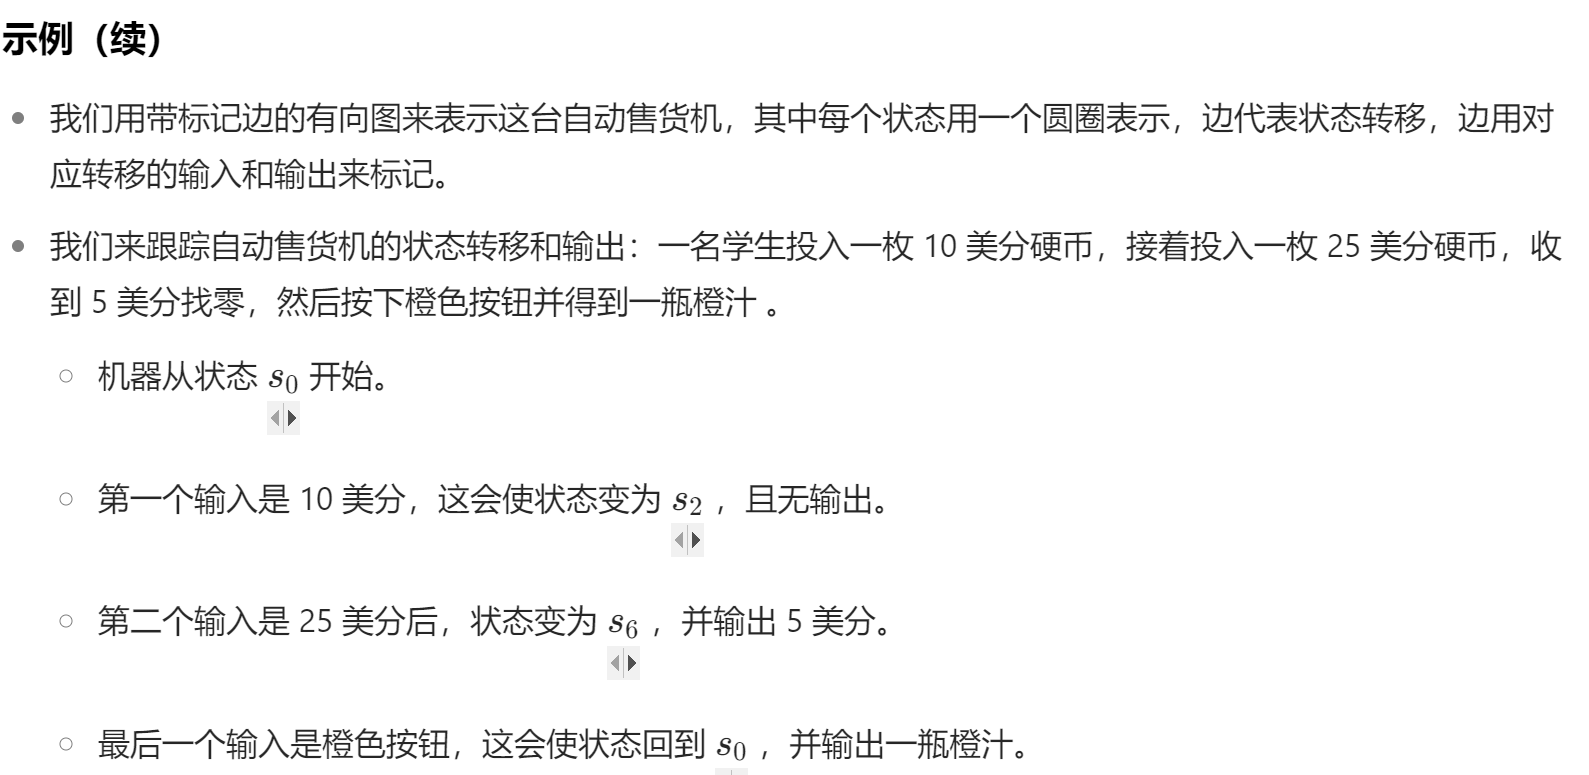 示例（续）
我们用带标记边的有向图来表示这台自动售货机，其中每个状态用一个圆圈表示，边代表状态转移，边用对
应转移的输入和输出来标记。
我们来跟踪自动售货机的状态转移和输出：一名学生投入一枚 10 美分硬币，接着投入一枚 25 美分硬币，收
到 5 美分找零，然后按下橙色按钮并得到一瓶橙汁 。
机器从状态 s₀ 开始。
第一个输入是 10 美分，这会使状态变为 s₂ ，且无输出。
第二个输入是 25 美分后，状态变为 s₆ ，并输出 5 美分。
最后一个输入是橙色按钮，这会使状态回到 s₀ ，并输出一瓶橙汁。